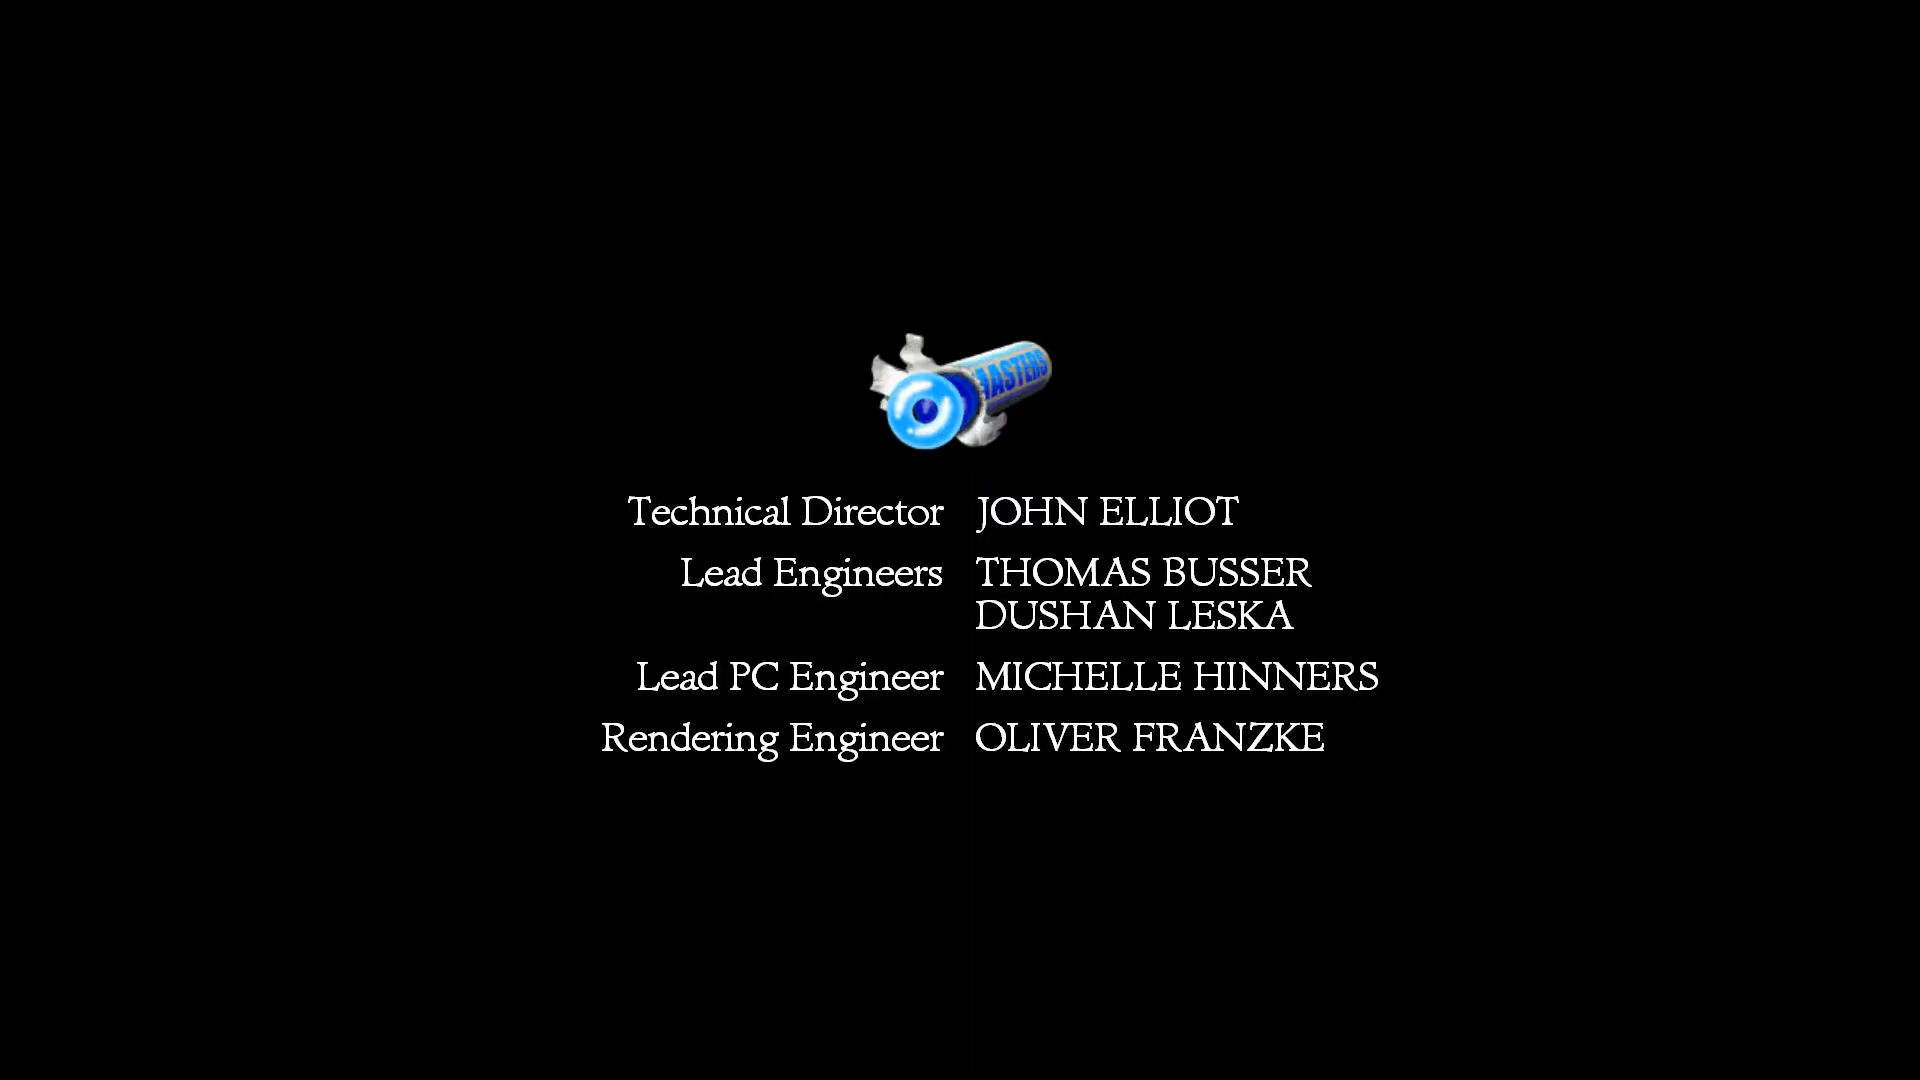 MASTERS
Technical Director JOHN ELLIOT
Lead Engineers THOMAS BUSSER
DUSHAN LESKA
Lead PC Engineer MICHELLE HINNERS
Rendering Engineer OLIVER FRANZKE